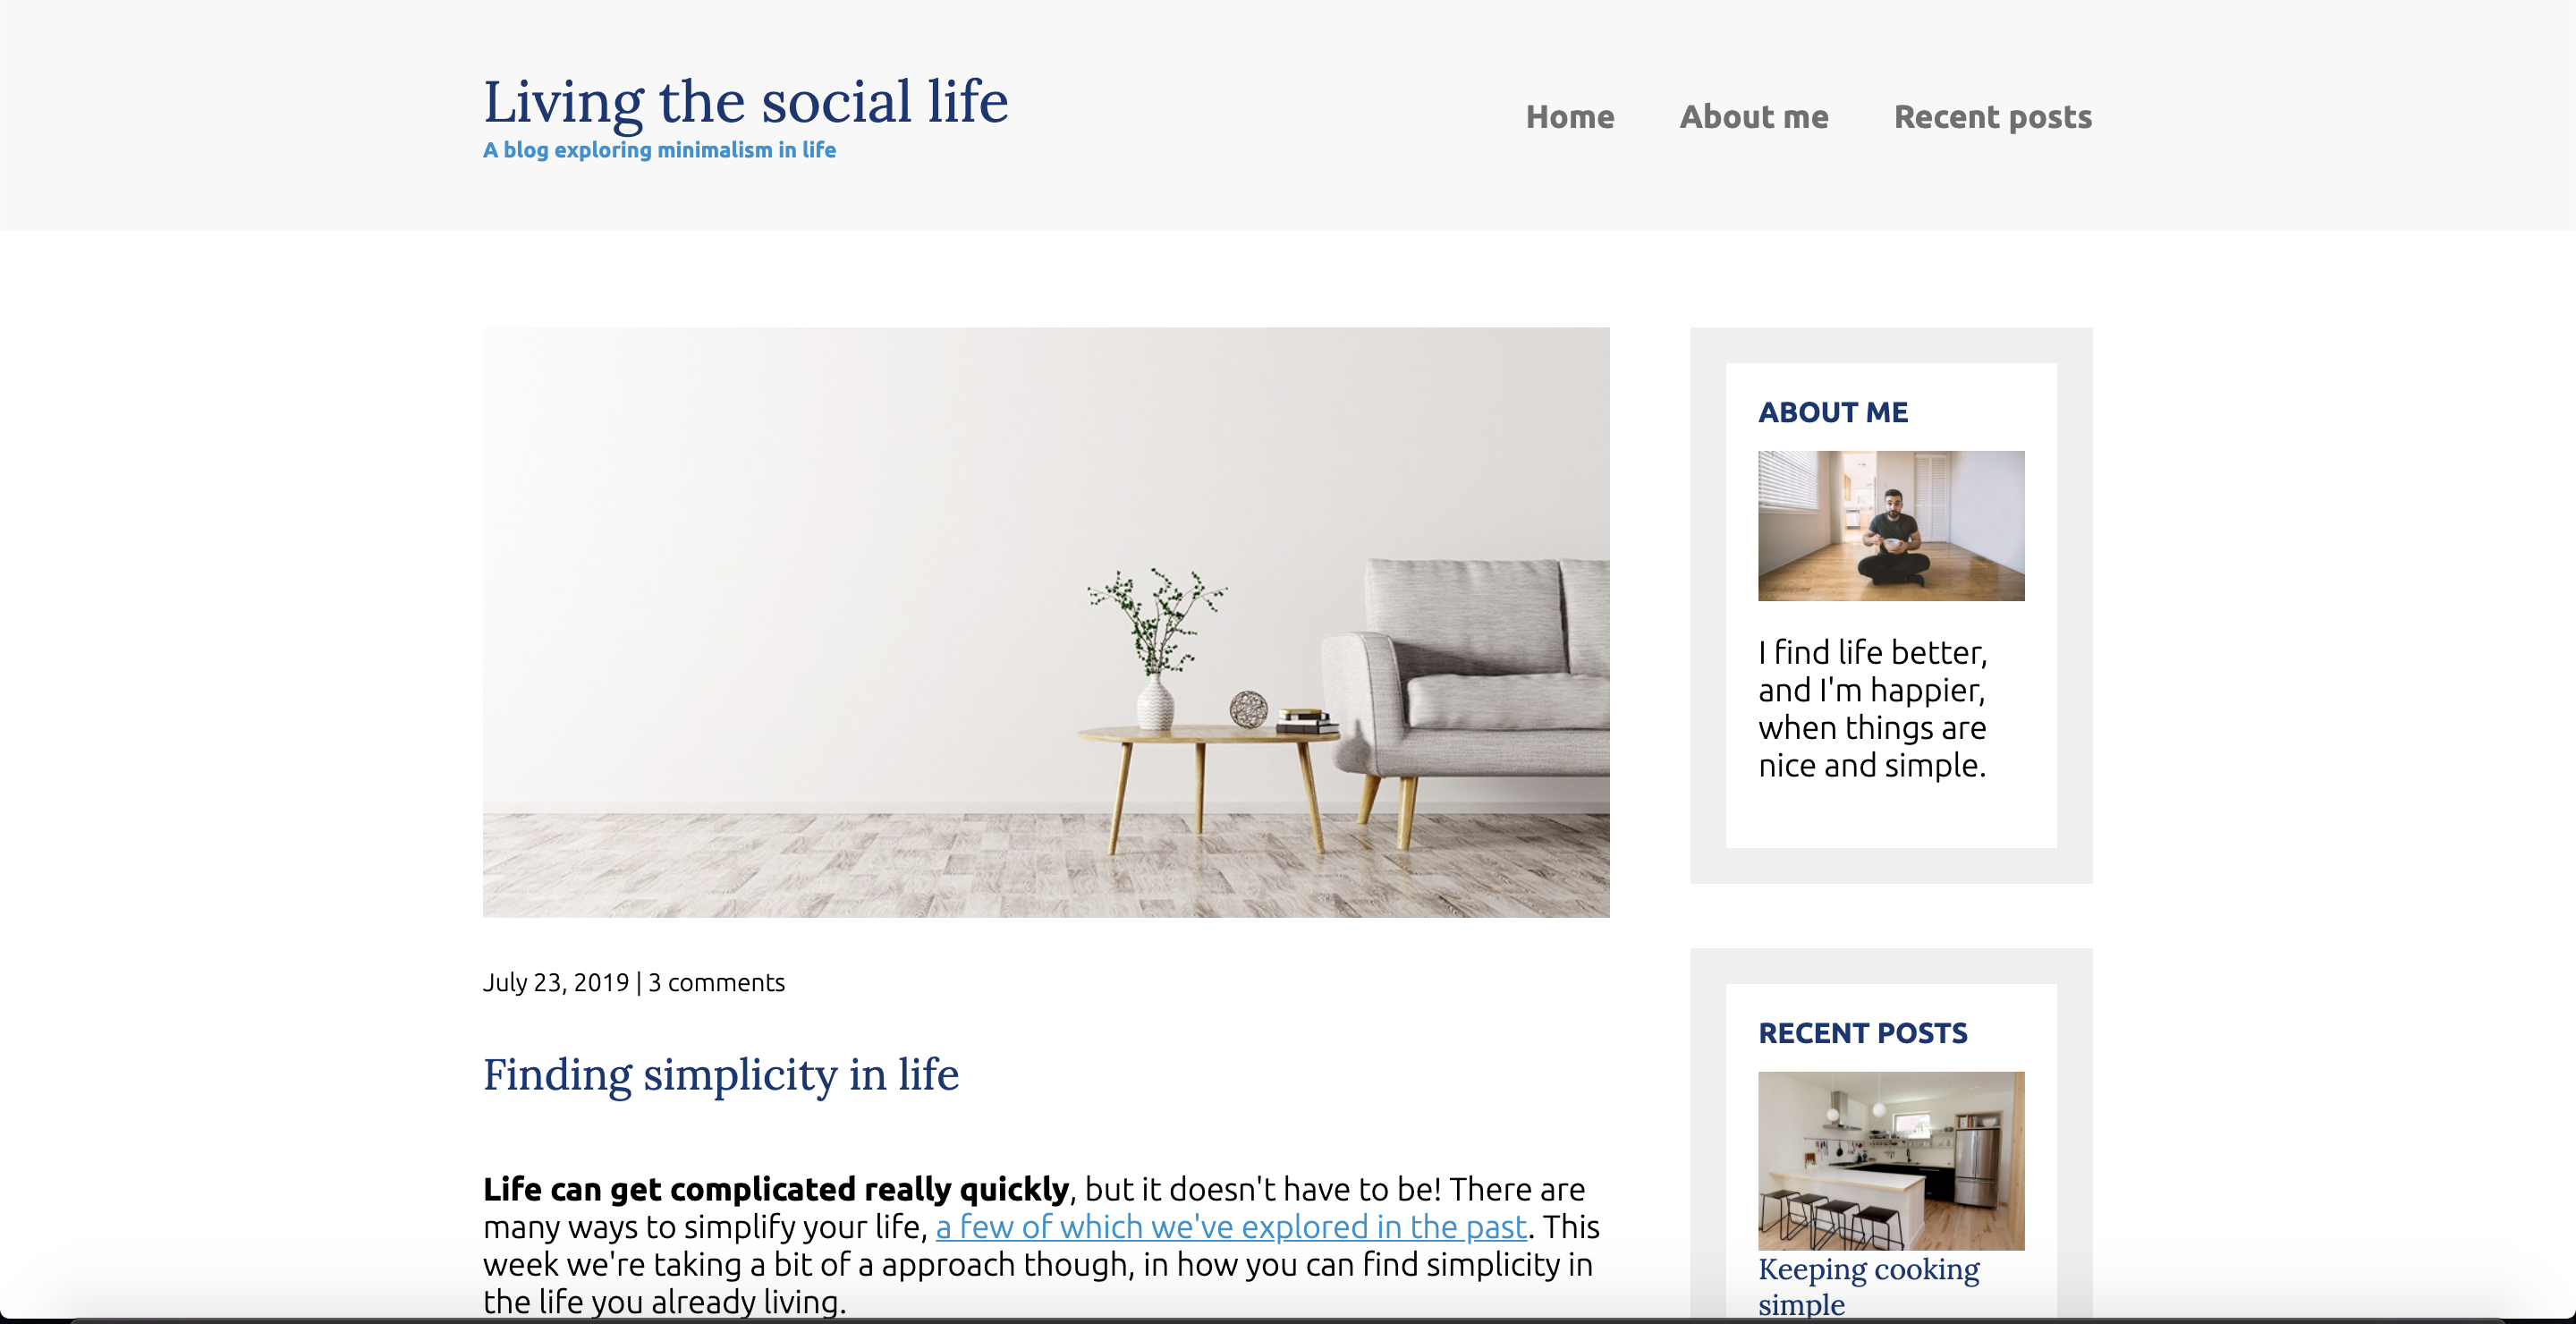 Living the social life
A blog exploring minimalism in life
Home
About me
Recent posts
July 23, 2019 | 3 comments
Finding simplicity in life
Life can get complicated really quickly, but it doesn't have to be! There are
many ways to simplify your life, a few of which we've explored in the past. This
week we're taking a bit of a approach though, in how you can find simplicity in
the life you already living.
ABOUT ME
I find life better,
and I'm happier,
when things are
nice and simple.
RECENT POSTS
Keeping cooking
simple